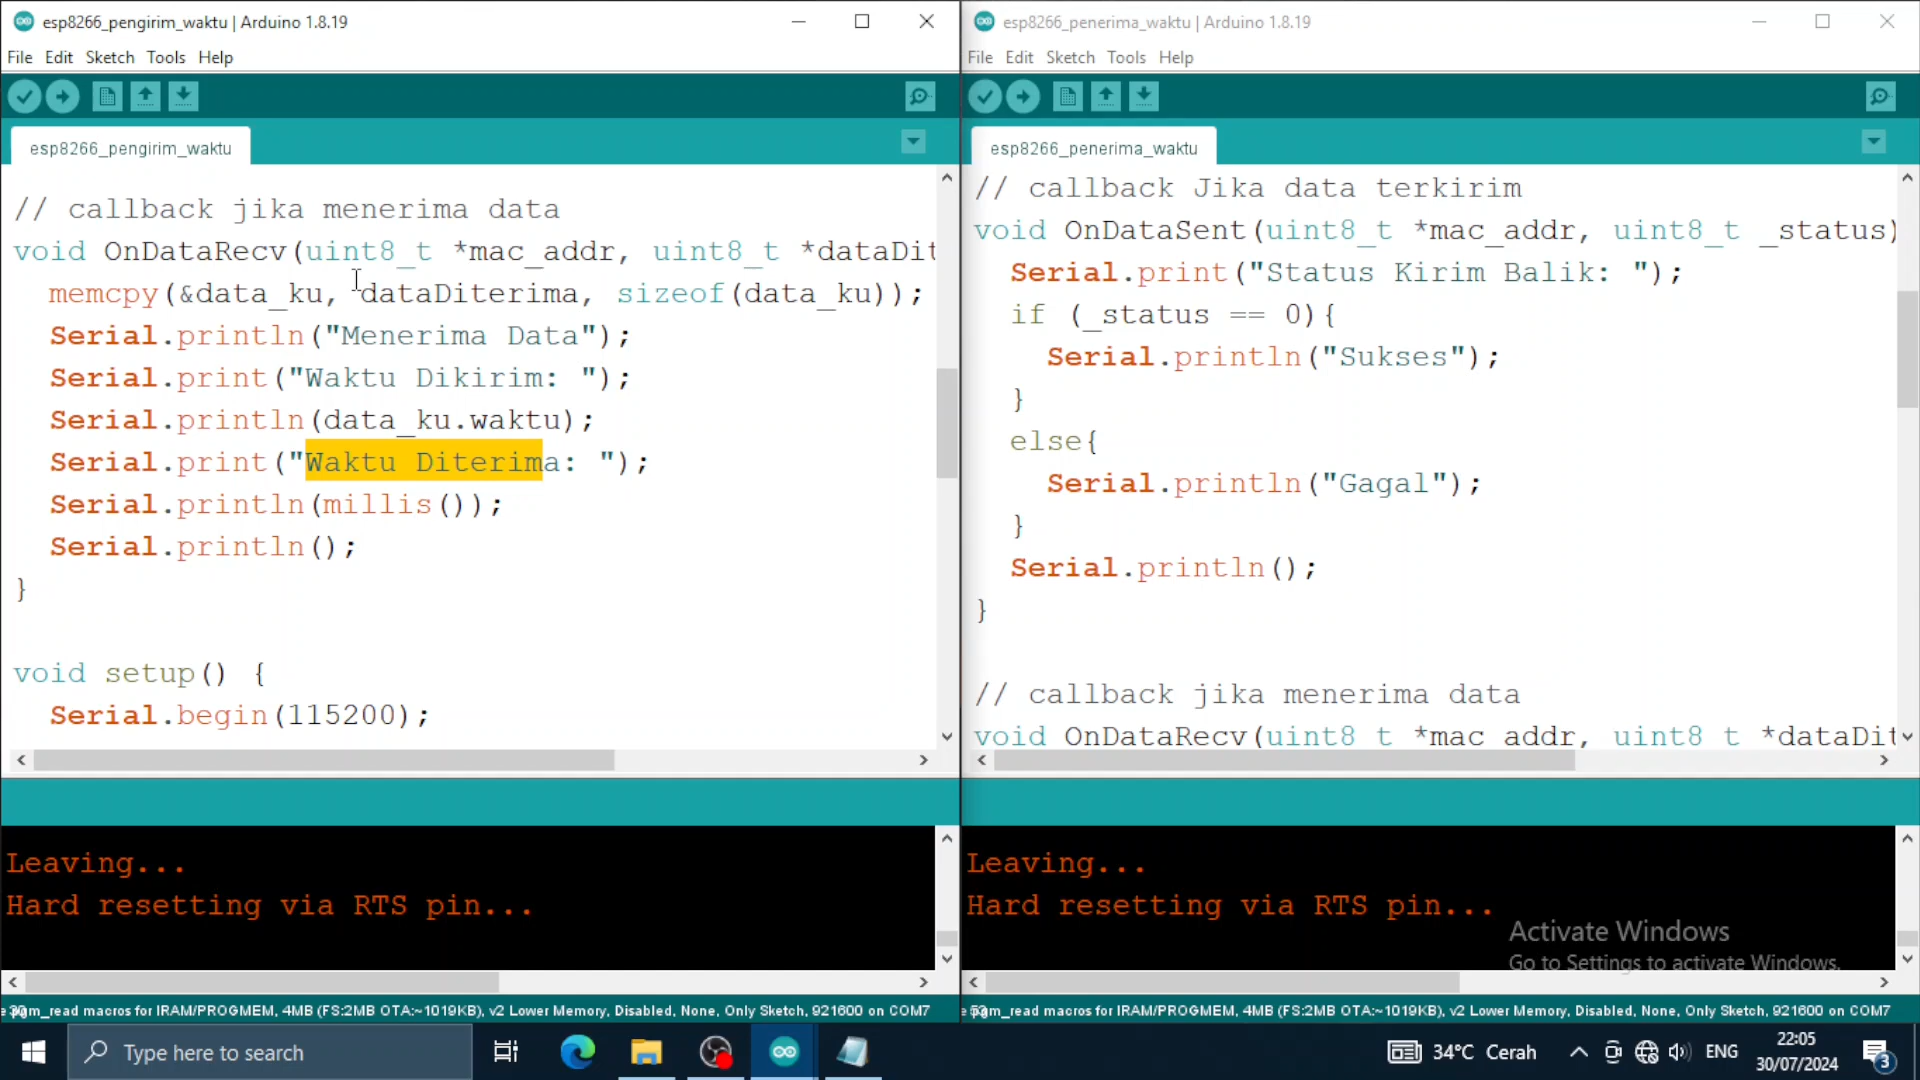 esp8266_pengirim_waktu | Arduino 1.8.19
File Edit Sketch Tools Help
esp8266_pengirim_waktu
// callback jika menerima data
void OnDataRecv(uint8_t *mac_addr, uint8_t *dataDit
memcpy(&data_ku, dataDiterima, sizeof(data_ku));
Serial.println("Menerima Data");
Serial.print("Waktu Dikirim: ");
Serial.println(data_ku.waktu);
Serial.print("Waktu Diterima: ");
Serial.println(millis());
Serial.println();
}
void setup() {
Serial.begin(115200);
Leaving...
Hard resetting via RTS pin...
pgm_read macros for IRAM/PROGMEM, 4MB (FS:2MB OTA:~1019KB), v2 Lower Memory, Disabled, None, Only Sketch, 921600 on COM7
esp8266_penerima_waktu | Arduino 1.8.19
File Edit Sketch Tools Help
esp8266_penerima_waktu
// callback Jika data terkirim
void OnDataSent(uint8_t *mac_addr, uint8_t _status)
Serial.print("Status Kirim Balik: ");
if (_status == 0){
Serial.println("Sukses");
}
else{
Serial.println("Gagal");
}
Serial.println();
}
// callback jika menerima data
void OnDataRecv(uint8_t *mac_addr, uint8_t *dataDit
Leaving...
Hard resetting via RTS pin...
Activate Windows
Go to Settings to activate Windows.
pgm_read macros for IRAM/PROGMEM, 4MB (FS:2MB OTA:~1019KB), v2 Lower Memory, Disabled, None, Only Sketch, 921600 on COM7
Type here to search
34°C Cerah
ENG
22:05
30/07/2024
3